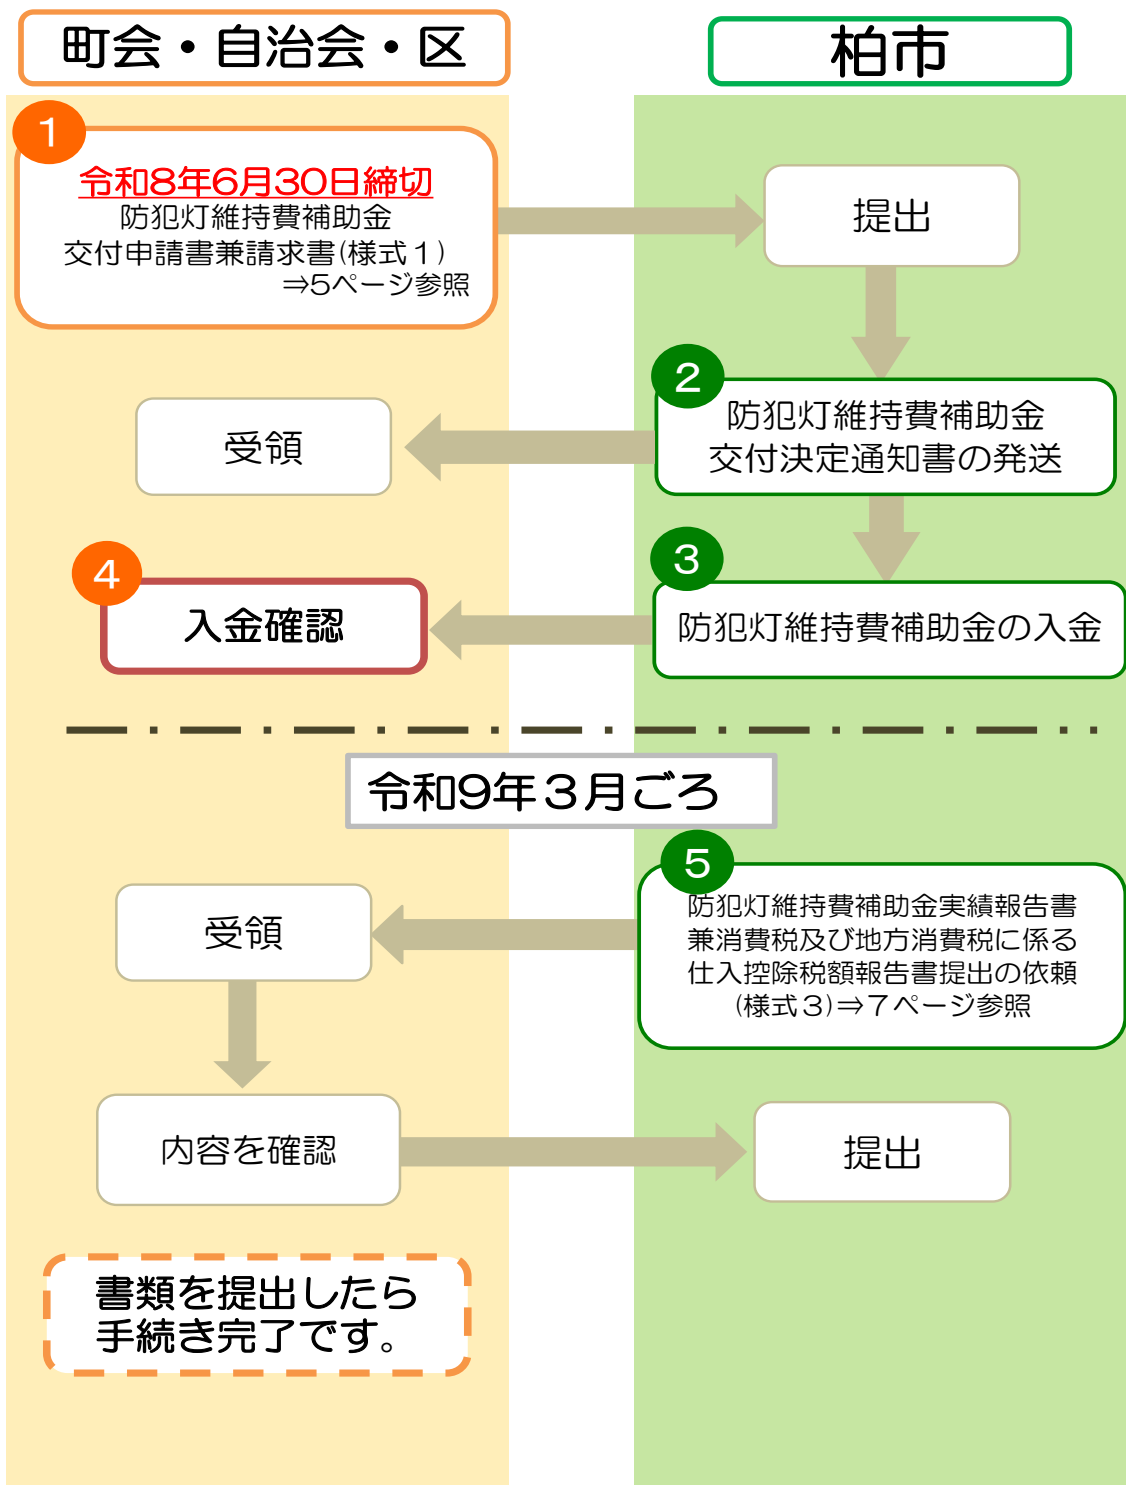 町会・自治会・区
柏市
1
令和8年6月30日締切
防犯灯維持費補助金
交付申請書兼請求書(様式１)
⇒5ページ参照
提出
2
防犯灯維持費補助金
交付決定通知書の発送
受領
3
防犯灯維持費補助金の入金
4
入金確認
令和9年３月ごろ
5
防犯灯維持費補助金実績報告書
兼消費税及び地方消費税に係る
仕入控除税額報告書提出の依頼
(様式３)⇒７ページ参照
受領
内容を確認
提出
書類を提出したら
手続き完了です。